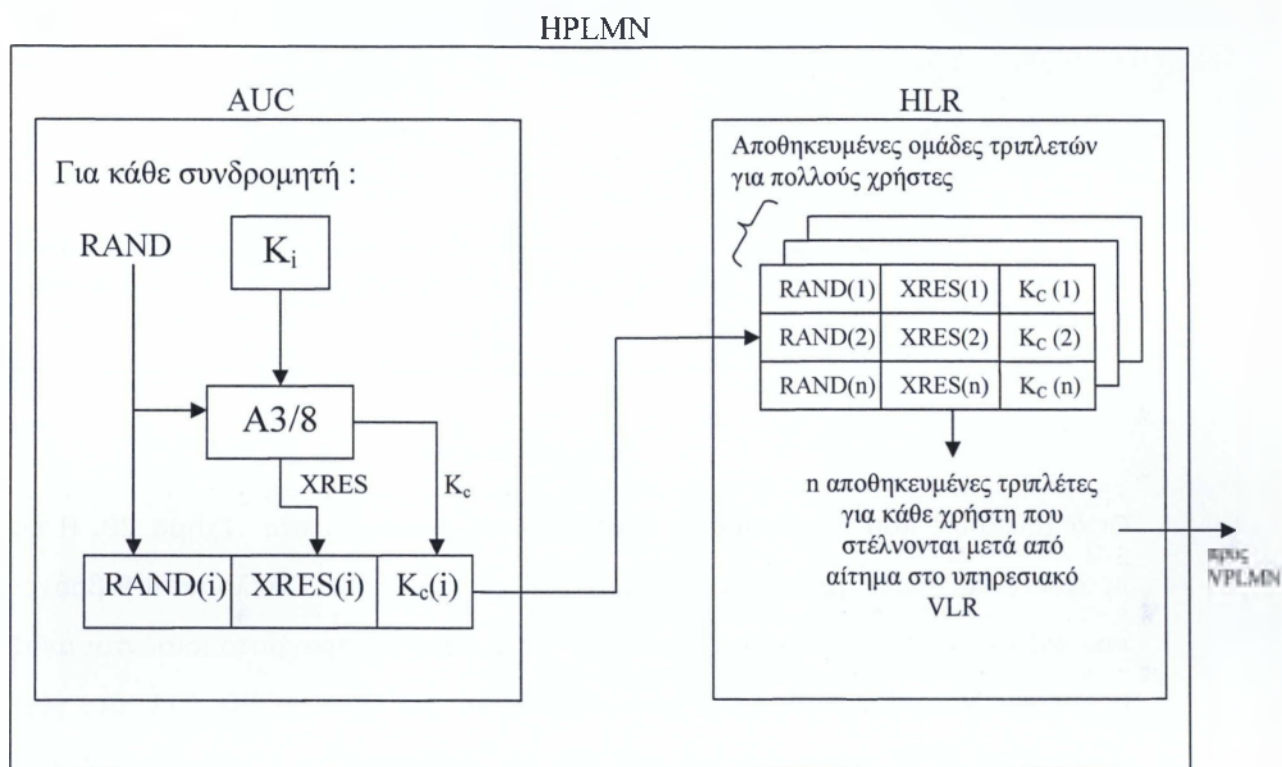 HPLMN
AUC
Για κάθε συνδρομητή :
RAND
Ki
A3/8
XRES
Kc
RAND(i) XRES(i) Kc(i)
HLR
Αποθηκευμένες ομάδες τριπλετών
για πολλούς χρήστες
RAND(1) XRES(1) KC (1)
RAND(2) XRES(2) KC (2)
RAND(n) XRES(n) KC (n)
n αποθηκευμένες τριπλέτες
για κάθε χρήστη που
στέλνονται μετά από
αίτημα στο υπηρεσιακό
VLR
πρὸς
VPLMN